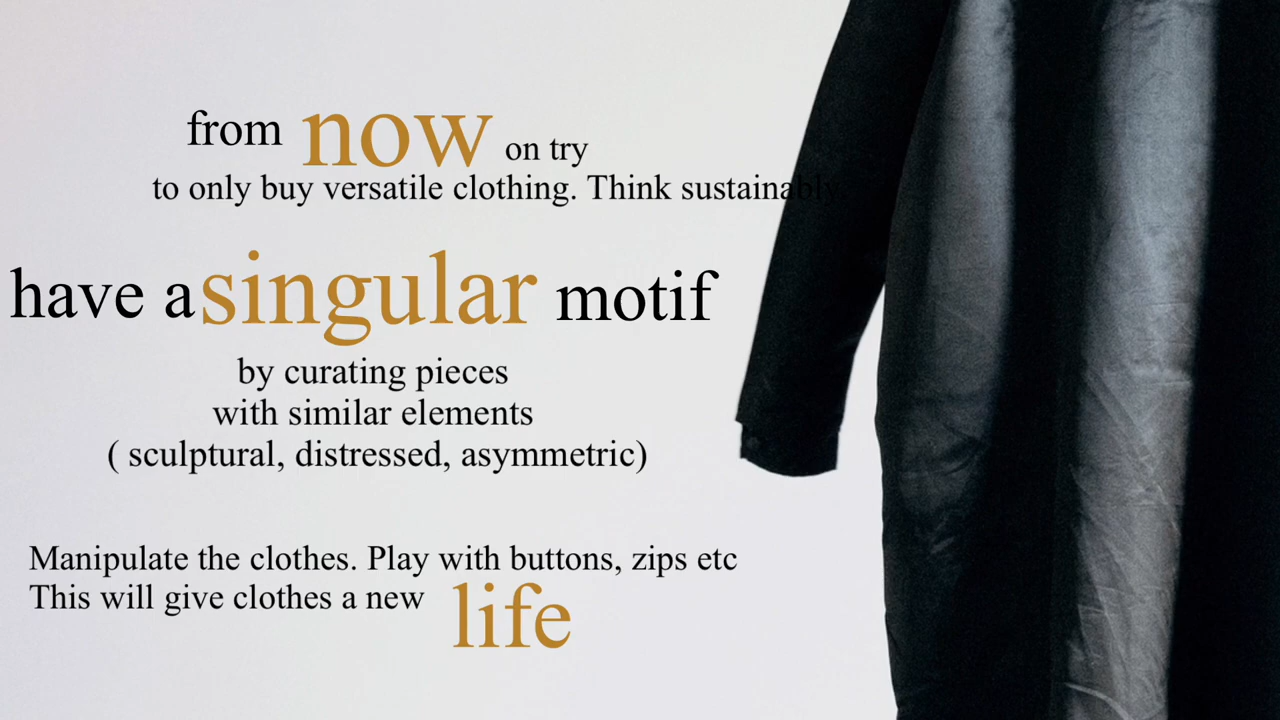 from now on try
to only buy versatile clothing. Think sustainably.
have a singular motif
by curating pieces
with similar elements
( sculptural, distressed, asymmetric)
Manipulate the clothes. Play with buttons, zips etc
This will give clothes a new life